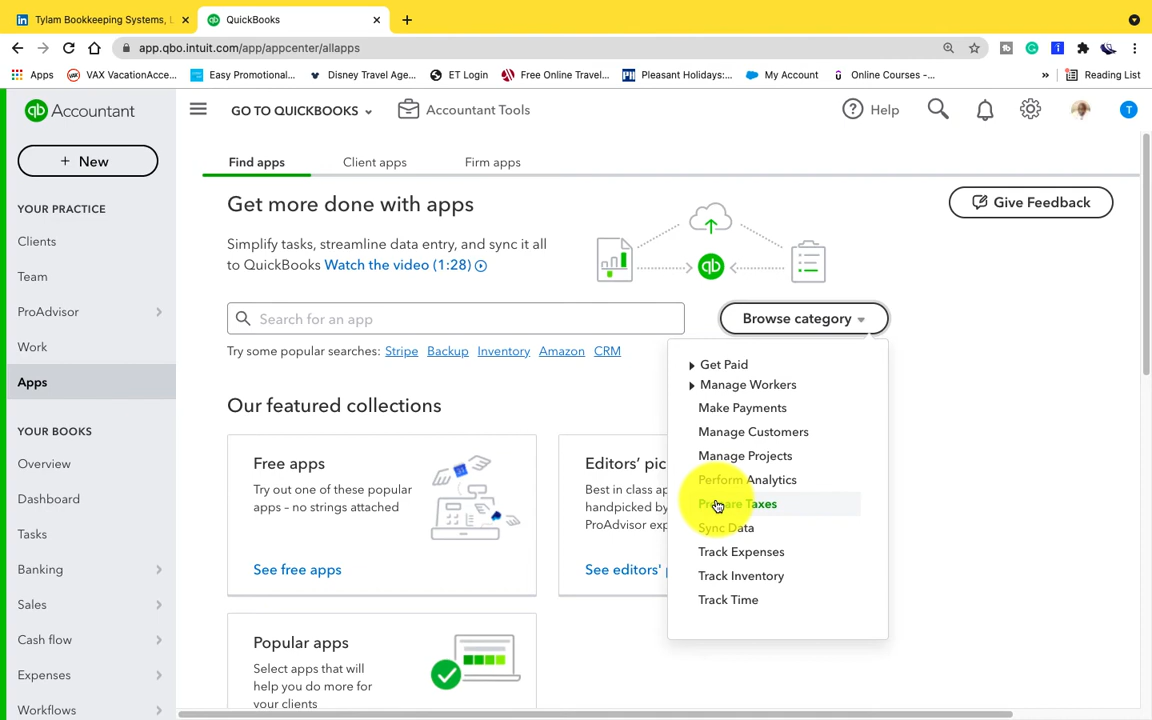 Tylam Bookkeeping Systems, L
QuickBooks
app.qbo.intuit.com/app/appcenter/allapps
Apps
VAX VacationAcce...
Easy Promotional...
Disney Travel Age...
ET Login
Free Online Travel...
Pleasant Holidays:...
My Account
Online Courses -...
»
Reading List
qb Accountant
GO TO QUICKBOOKS
Accountant Tools
Help
T
+ New
Find apps
Client apps
Firm apps
YOUR PRACTICE
Clients
Team
ProAdvisor
Work
Apps
YOUR BOOKS
Overview
Dashboard
Tasks
Banking
Sales
Cash flow
Expenses
Workflows
Get more done with apps
Simplify tasks, streamline data entry, and sync it all
to QuickBooks Watch the video (1:28)
qb
Give Feedback
Search for an app
Browse category
Try some popular searches: Stripe Backup Inventory Amazon CRM
Get Paid
Manage Workers
Make Payments
Manage Customers
Manage Projects
Perform Analytics
Prepare Taxes
Sync Data
Track Expenses
Track Inventory
Track Time
Our featured collections
Free apps
Try out one of these popular
apps – no strings attached
See free apps
Editors' pic
Best in class ap
handpicked by
ProAdvisor exp
See editors'
Popular apps
Select apps that will
help you do more for
your clients